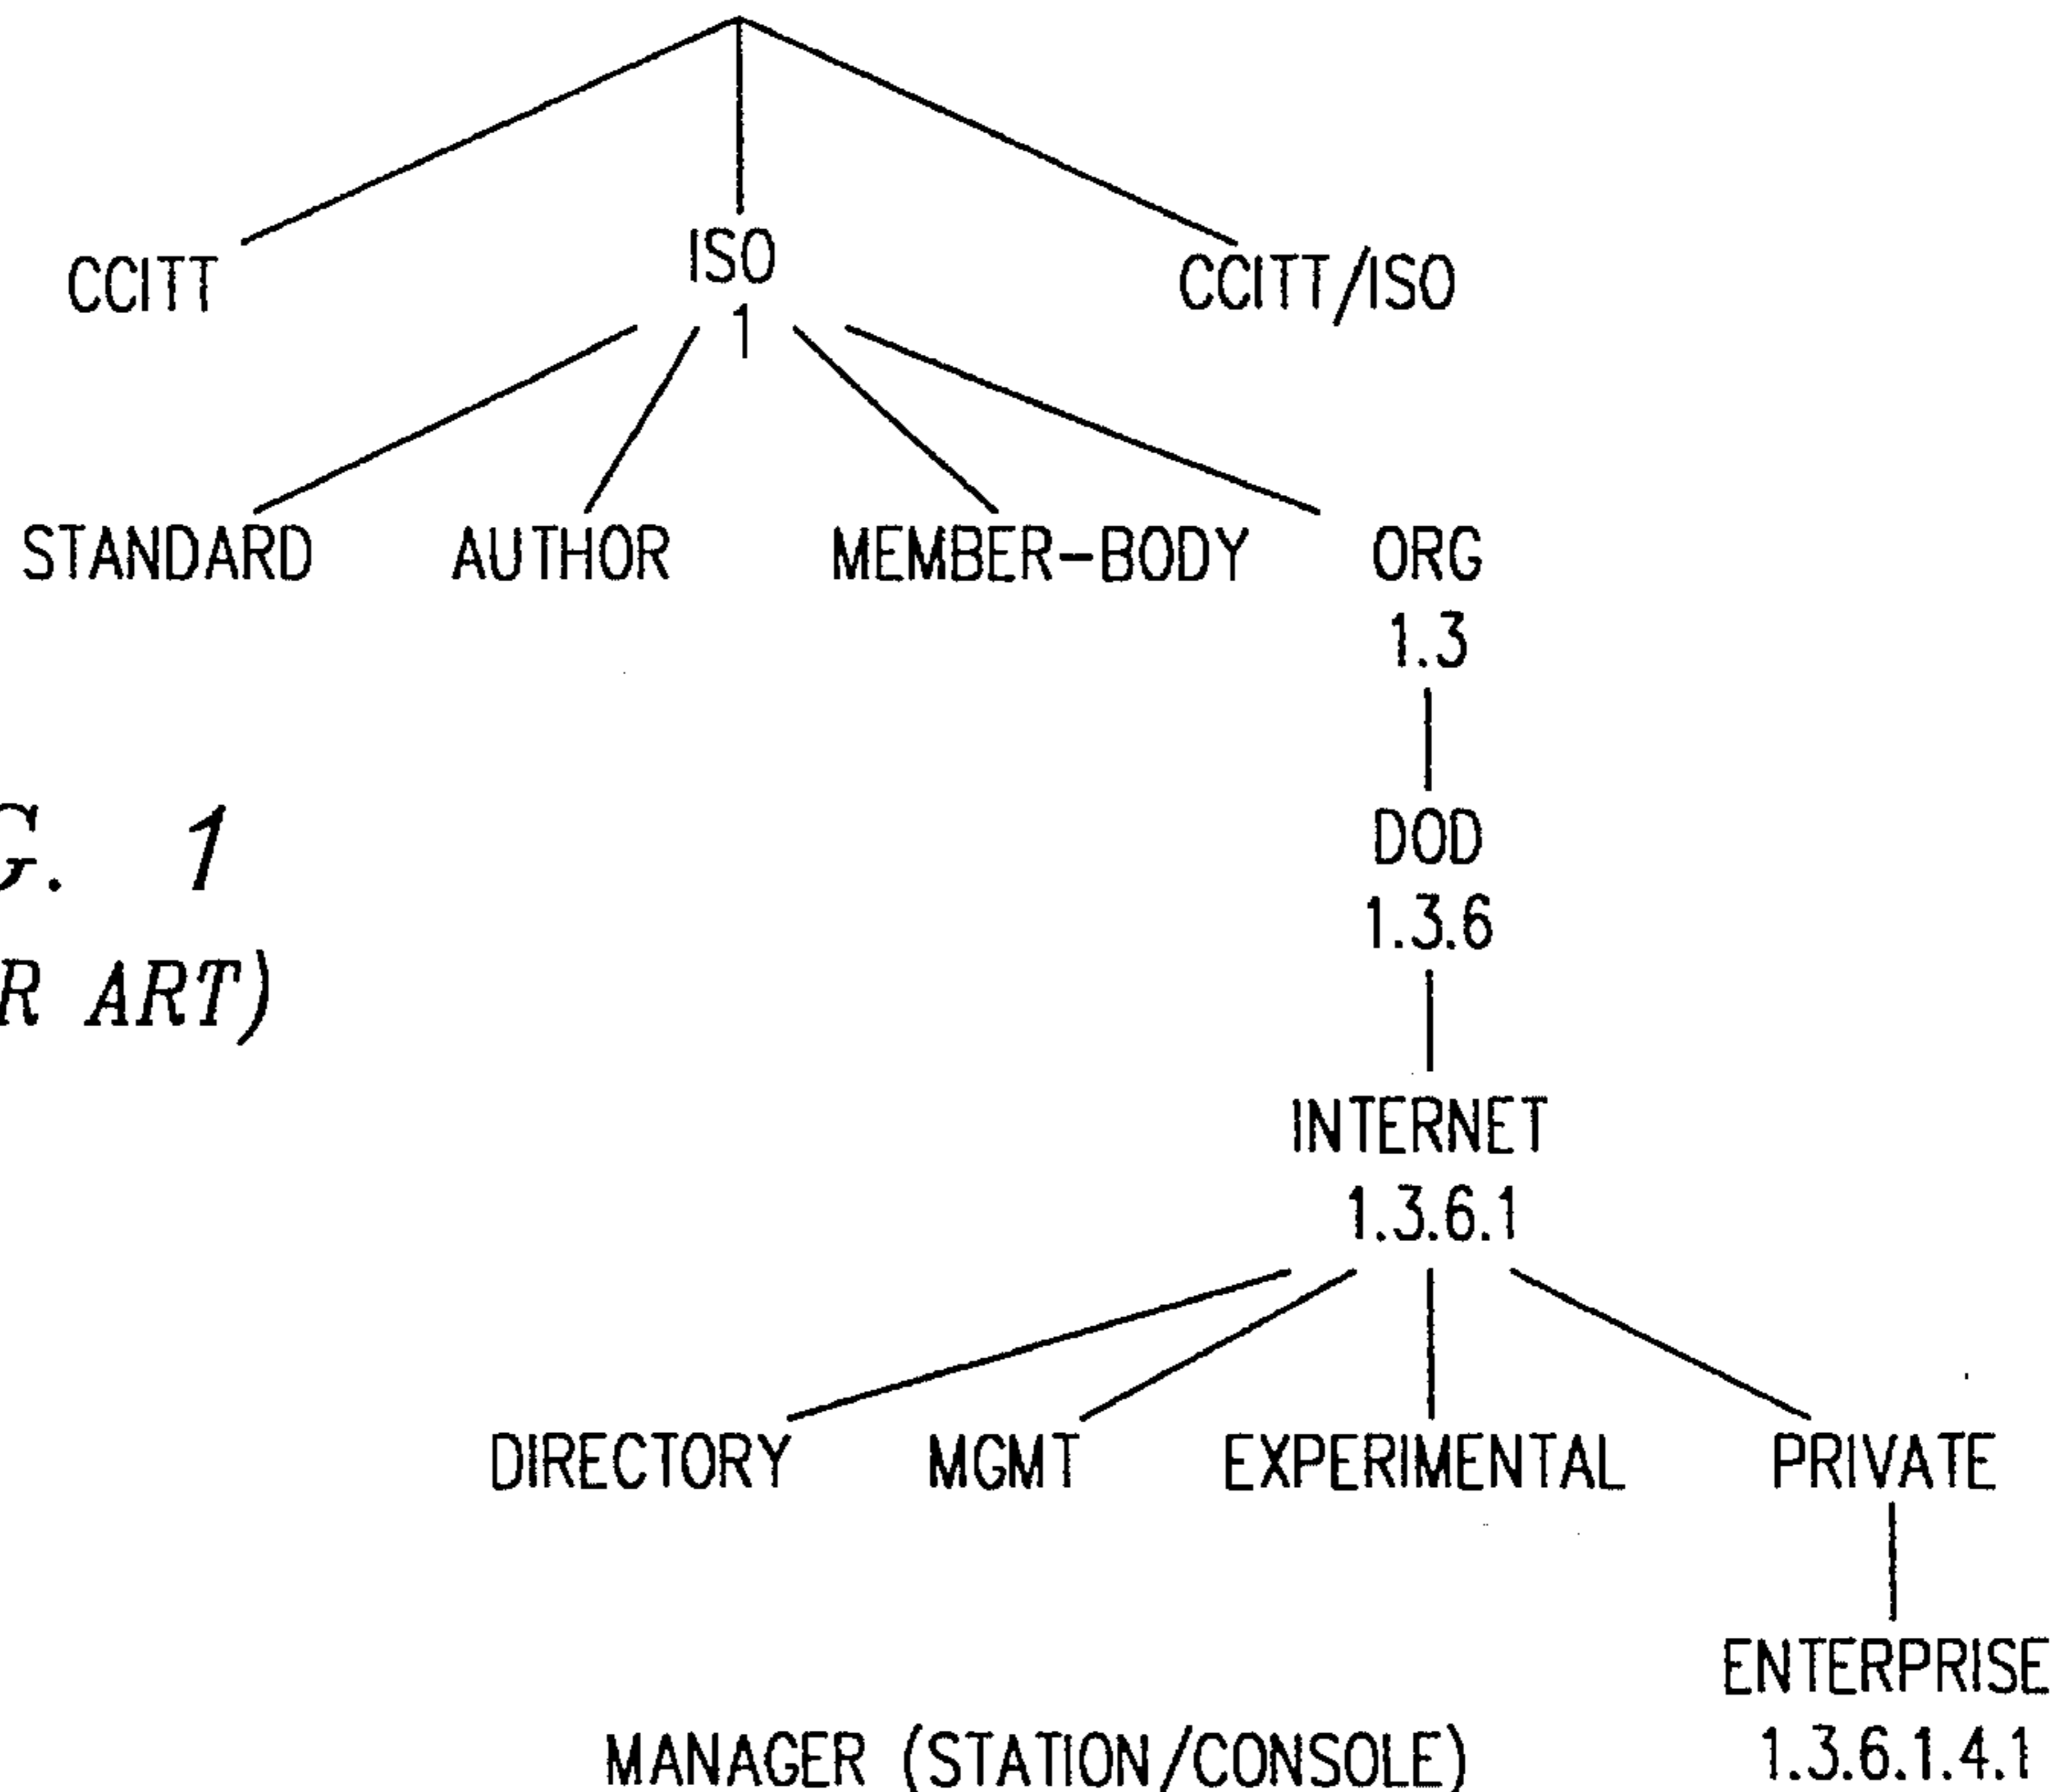 CCITT
ISO
1
CCITT/ISO
STANDARD
AUTHOR
MEMBER-BODY
ORG
1.3
DOD
1.3.6
G. 1
R ART)
INTERNET
1.3.6.1
DIRECTORY
MGMT
EXPERIMENTAL
PRIVATE
ENTERPRISE
1.3.6.1.4.1
MANAGER (STATION/CONSOLE)